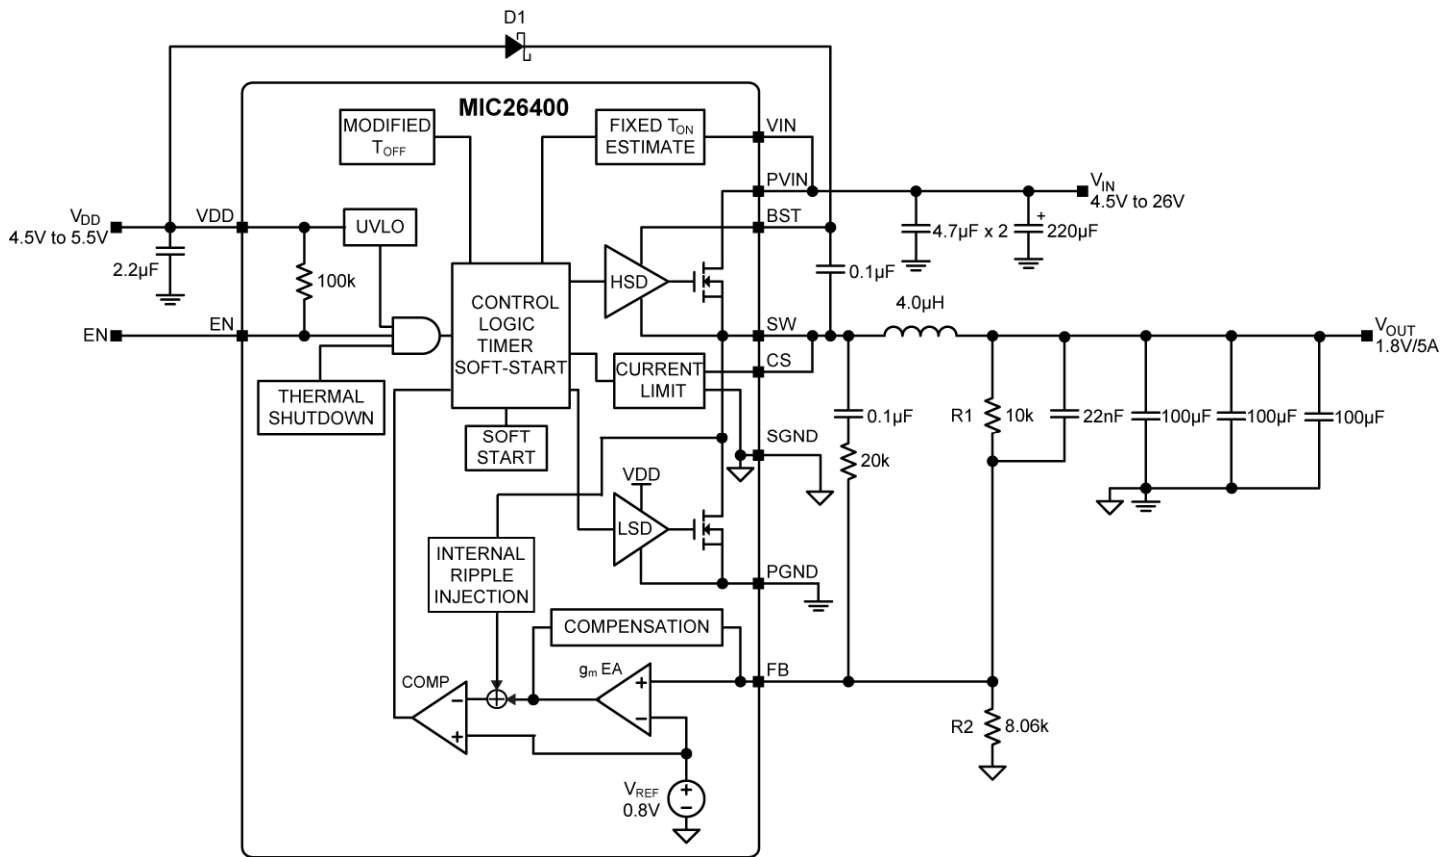 D1
MIC26400
MODIFIED
TOFF
FIXED TON
ESTIMATE
VIN
PVIN
VIN
4.5V to 26V
VDD
4.5V to 5.5V
VDD
UVLO
BST
4.7µF x 2
+
220µF
2.2µF
100k
HSD
0.1µF
CONTROL
LOGIC
TIMER
SOFT-START
4.0µH
EN
EN
SW
VOUT
1.8V/5A
CS
THERMAL
SHUTDOWN
CURRENT
LIMIT
0.1µF
R1
10k
22nF
100µF
100µF
100µF
SOFT
START
SGND
20k
VDD
LSD
INTERNAL
RIPPLE
INJECTION
PGND
COMPENSATION
gm EA
FB
COMP
+
−
−
+
R2
8.06k
VREF
0.8V
+
−